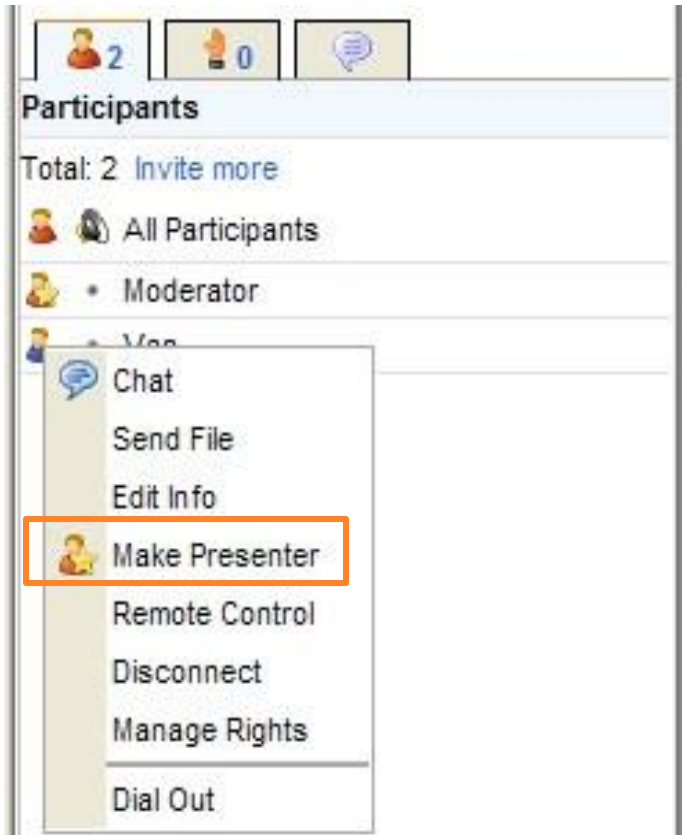 2 0
Participants
Total: 2 Invite more
All Participants
Moderator
Chat
Send File
Edit Info
Make Presenter
Remote Control
Disconnect
Manage Rights
Dial Out